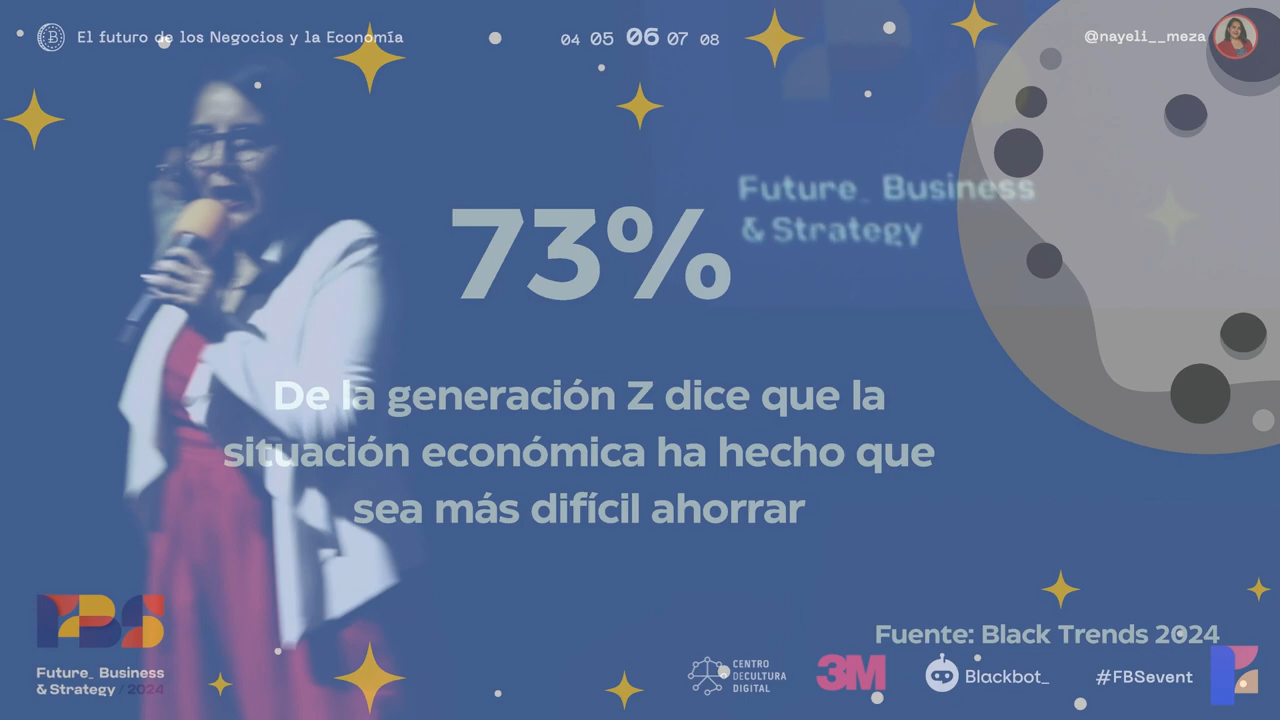 El futuro de los Negocios y la Economía
04 05 06 07 08
@nayeli__meza
Future_ Business
& Strategy
73%
De la generación Z dice que la
situación económica ha hecho que
sea más difícil ahorrar
Fuente: Black Trends 2024
FBS
Future_ Business
& Strategy / 2024
CENTRO
DECULTURA
DIGITAL
3M
Blackbot_
#FBSevent